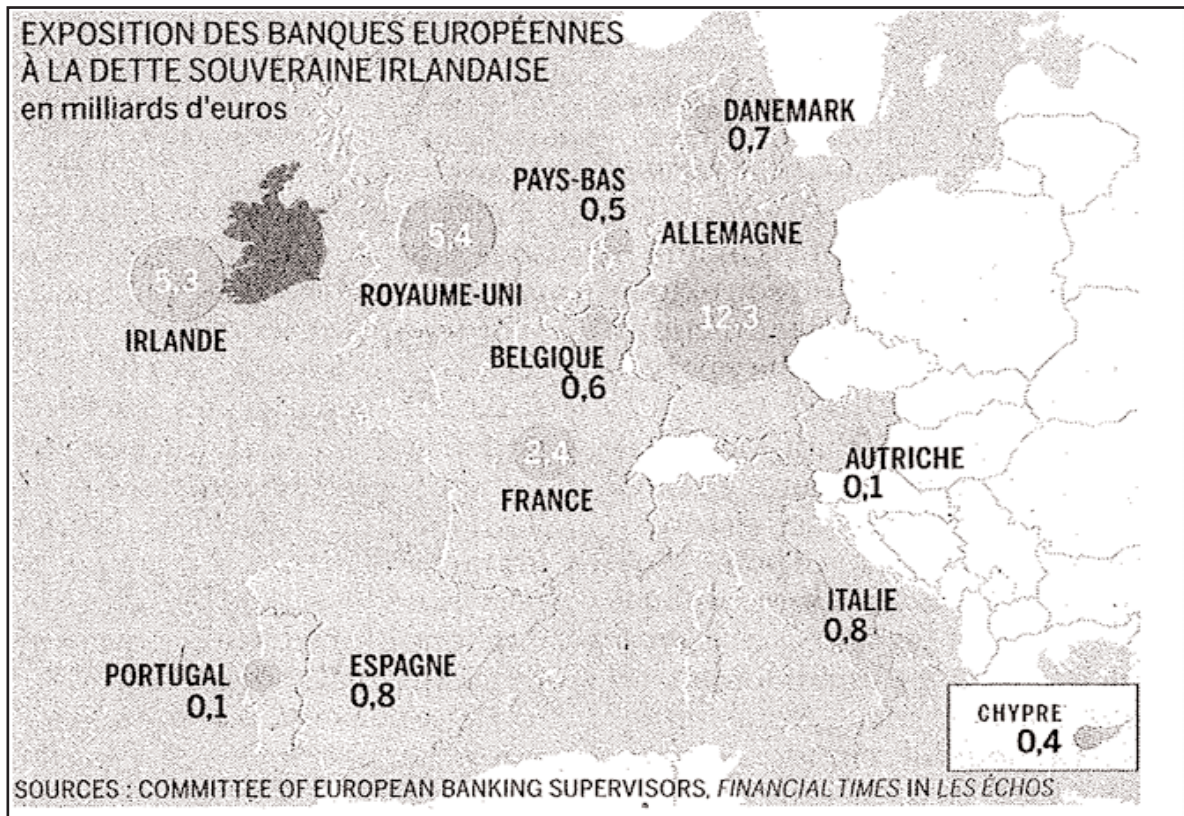 EXPOSITION DES BANQUES EUROPÉENNES
À LA DETTE SOUVERAINE IRLANDAISE
en milliards d'euros
DANEMARK
0,7
PAYS-BAS
0,5
ALLEMAGNE
12,3
5,4
ROYAUME-UNI
5,3
IRLANDE
BELGIQUE
0,6
2,4
FRANCE
AUTRICHE
0,1
ITALIE
0,8
PORTUGAL
0,1
ESPAGNE
0,8
CHYPRE
0,4
SOURCES : COMMITTEE OF EUROPEAN BANKING SUPERVISORS, FINANCIAL TIMES IN LES ÉCHOS